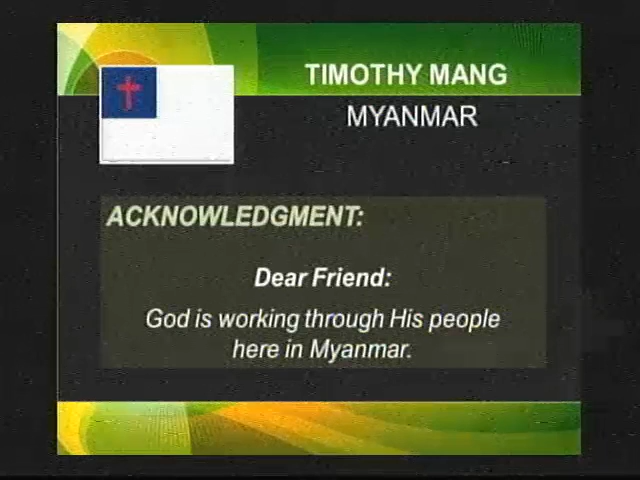 TIMOTHY MANG
MYANMAR
ACKNOWLEDGMENT:
Dear Friend:
God is working through His people
here in Myanmar.